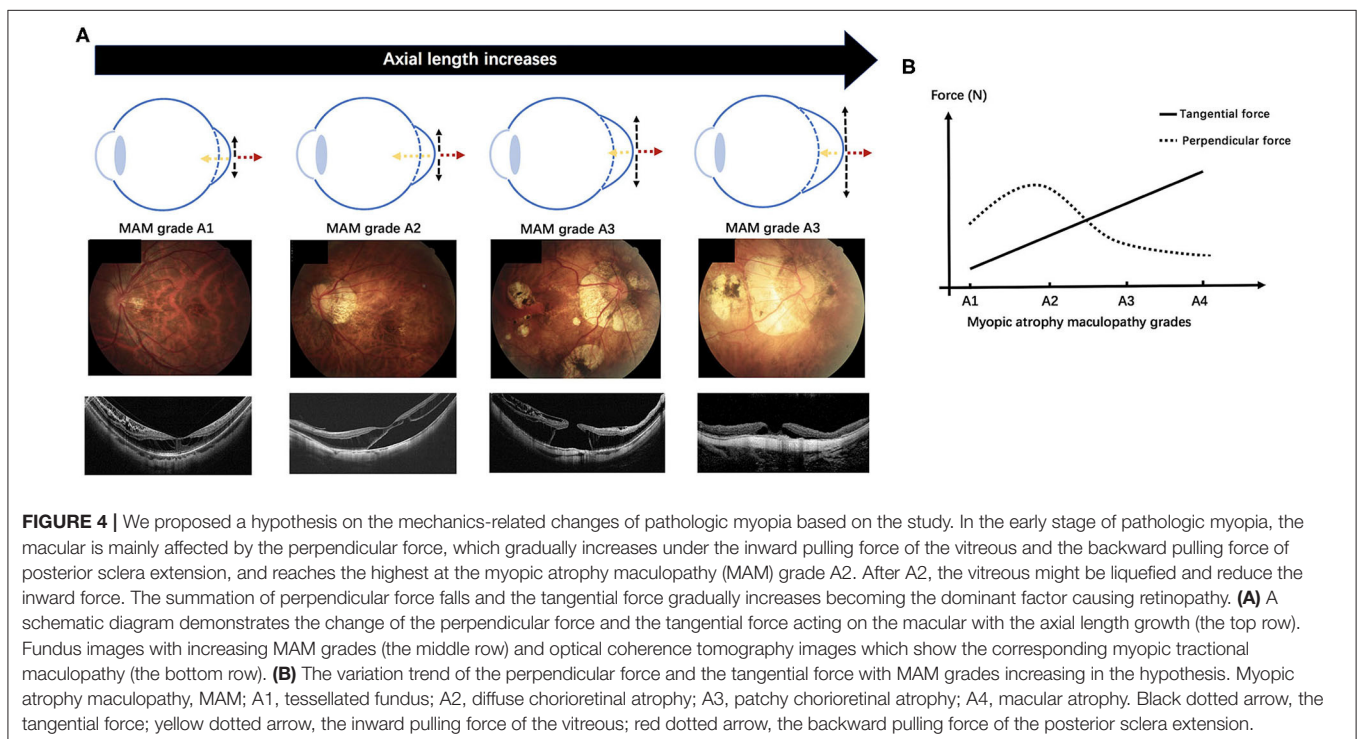 A
Axial length increases
MAM grade A1
MAM grade A2
MAM grade A3
MAM grade A3
B
Force (N)
Tangential force
Perpendicular force
A1
A2
A3
A4
Myopic atrophy maculopathy grades
FIGURE 4 | We proposed a hypothesis on the mechanics-related changes of pathologic myopia based on the study. In the early stage of pathologic myopia, the
macular is mainly affected by the perpendicular force, which gradually increases under the inward pulling force of the vitreous and the backward pulling force of
posterior sclera extension, and reaches the highest at the myopic atrophy maculopathy (MAM) grade A2. After A2, the vitreous might be liquefied and reduce the
inward force. The summation of perpendicular force falls and the tangential force gradually increases becoming the dominant factor causing retinopathy. (A) A
schematic diagram demonstrates the change of the perpendicular force and the tangential force acting on the macular with the axial length growth (the top row).
Fundus images with increasing MAM grades (the middle row) and optical coherence tomography images which show the corresponding myopic tractional
maculopathy (the bottom row). (B) The variation trend of the perpendicular force and the tangential force with MAM grades increasing in the hypothesis. Myopic
atrophy maculopathy, MAM; A1, tessellated fundus; A2, diffuse chorioretinal atrophy; A3, patchy chorioretinal atrophy; A4, macular atrophy. Black dotted arrow, the
tangential force; yellow dotted arrow, the inward pulling force of the vitreous; red dotted arrow, the backward pulling force of the posterior sclera extension.